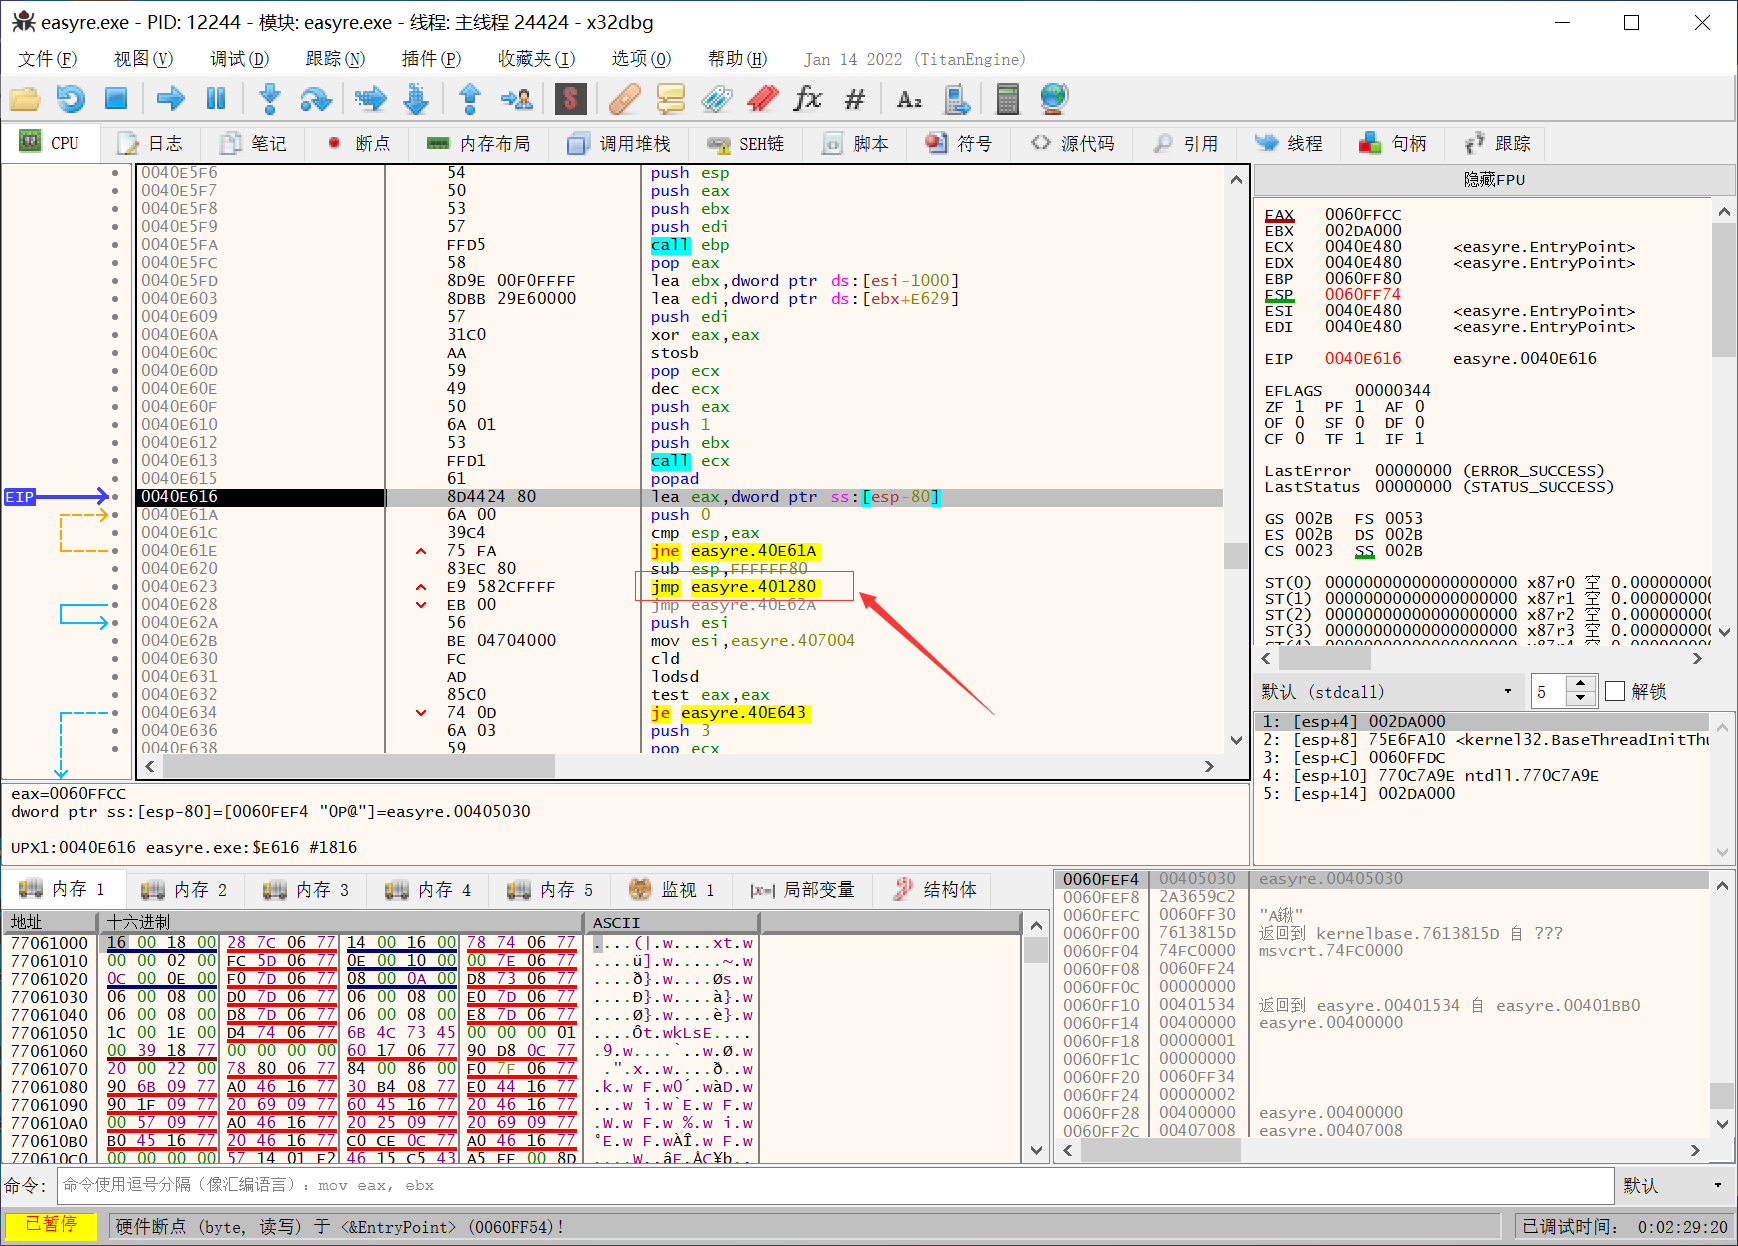 easyre.exe - PID: 12244 - 模块: easyre.exe - 线程: 主线程 24424 - x32dbg
文件(F) 视图(V) 调试(D) 跟踪(N) 插件(P) 收藏夹(I) 选项(O) 帮助(H) Jan 14 2022 (TitanEngine)
CPU 日志 笔记 断点 内存布局 调用堆栈 SEH链 脚本 符号 源代码 引用 线程 句柄 跟踪
0040E5F6 54 push esp
0040E5F7 50 push eax
0040E5F8 53 push ebx
0040E5F9 57 push edi
0040E5FA FFD5 call ebp
0040E5FC 58 pop eax
0040E5FD 8D9E 00F0FFFF lea ebx,dword ptr ds:[esi-1000]
0040E603 8DBB 29E60000 lea edi,dword ptr ds:[ebx+E629]
0040E609 57 push edi
0040E60A 31C0 xor eax,eax
0040E60C AA stosb
0040E60D 59 pop ecx
0040E60E 49 dec ecx
0040E60F 50 push eax
0040E610 6A 01 push 1
0040E612 53 push ebx
0040E613 FFD1 call ecx
0040E615 61 popad
EIP 0040E616 8D4424 80 lea eax,dword ptr ss:[esp-80]
0040E61A 6A 00 push 0
0040E61C 39C4 cmp esp,eax
0040E61E 75 FA jne easyre.40E61A
0040E620 83EC 80 sub esp,FFFFFF80
0040E623 E9 582CFFFF jmp easyre.401280
0040E628 EB 00 jmp easyre.40E62A
0040E62A 56 push esi
0040E62B BE 04704000 mov esi,easyre.407004
0040E630 FC cld
0040E631 AD lodsd
0040E632 85C0 test eax,eax
0040E634 74 0D je easyre.40E643
0040E636 6A 03 push 3
0040E638 59 pop ecx
隐藏FPU
EAX 0060FFCC
EBX 002DA000
ECX 0040E480 <easyre.EntryPoint>
EDX 0040E480 <easyre.EntryPoint>
EBP 0060FF80
ESP 0060FF74
ESI 0040E480 <easyre.EntryPoint>
EDI 0040E480 <easyre.EntryPoint>
EIP 0040E616 easyre.0040E616
EFLAGS 00000344
ZF 1 PF 1 AF 0
OF 0 SF 0 DF 0
CF 0 TF 1 IF 1
LastError 00000000 (ERROR_SUCCESS)
LastStatus 00000000 (STATUS_SUCCESS)
GS 002B FS 0053
ES 002B DS 002B
CS 0023 SS 002B
ST(0) 00000000000000000000 x87r0 空 0.000000000
ST(1) 00000000000000000000 x87r1 空 0.000000000
ST(2) 00000000000000000000 x87r2 空 0.000000000
ST(3) 00000000000000000000 x87r3 空 0.000000000
默认 (stdcall) 5 解锁
1: [esp+4] 002DA000
2: [esp+8] 75E6FA10 <kernel32.BaseThreadInitThu
3: [esp+C] 0060FFDC
4: [esp+10] 770C7A9E ntdll.770C7A9E
5: [esp+14] 002DA000
eax=0060FFCC
dword ptr ss:[esp-80]=[0060FEF4 "0P@"]=easyre.00405030
UPX1:0040E616 easyre.exe:$E616 #1816
内存 1 内存 2 内存 3 内存 4 内存 5 监视 1 局部变量 结构体
地址 十六进制 ASCII
77061000 16 00 18 00 28 7C 06 77 14 00 16 00 78 74 06 77 ....(|.w....xt.w
77061010 00 00 02 00 FC 5D 06 77 0E 00 10 00 00 7E 06 77 ....ü].w.....~.w
77061020 0C 00 0E 00 F0 7D 06 77 08 00 0A 00 D8 73 06 77 ....ð}.w....Øs.w
77061030 06 00 08 00 D0 7D 06 77 06 00 08 00 E0 7D 06 77 ....Ð}.w....à}.w
77061040 06 00 08 00 D8 7D 06 77 06 00 08 00 E8 7D 06 77 ....Ø}.w....è}.w
77061050 1C 00 1E 00 D4 74 06 77 6B 4C 73 45 00 00 00 01 ....Ôt.wkLsE....
77061060 00 39 18 77 00 00 00 00 60 17 06 77 90 D8 0C 77 .9.w....`..w.Ø.w
77061070 20 00 22 00 78 80 06 77 84 00 86 00 F0 7F 06 77 .".x..w....ð..w
77061080 90 6B 09 77 A0 46 16 77 30 B4 08 77 E0 44 16 77 .k.w F.w0´.wàD.w
77061090 90 1F 09 77 20 69 09 77 60 45 16 77 20 46 16 77 ...w i.w`E.w F.w
770610A0 00 57 09 77 A0 46 16 77 20 25 09 77 20 69 09 77 .W.w F.w %.w i.w
770610B0 B0 45 16 77 20 46 16 77 C0 CE 0C 77 A0 46 16 77 °E.w F.wÀÎ.w F.w
770610C0 00 00 00 00 57 14 01 E2 46 15 C5 43 A5 FE 00 8D ....W..âF.ÅC¥þ..
0060FEF4 00405030 easyre.00405030
0060FEF8 2A3659C2
0060FEFC 0060FF30 "A鍬"
0060FF00 7613815D 返回到 kernelbase.7613815D 自 ???
0060FF04 74FC0000 msvcrt.74FC0000
0060FF08 0060FF24
0060FF0C 00000000
0060FF10 00401534 返回到 easyre.00401534 自 easyre.00401BB0
0060FF14 00400000 easyre.00400000
0060FF18 00000001
0060FF1C 00000000
0060FF20 0060FF34
0060FF24 00000002
0060FF28 00400000 easyre.00400000
0060FF2C 00407008 easyre.00407008
命令: 命令使用逗号分隔（像汇编语言）: mov eax, ebx 默认
已暂停 硬件断点 (byte, 读写) 于 <&EntryPoint> (0060FF54)! 已调试时间: 0:02:29:20